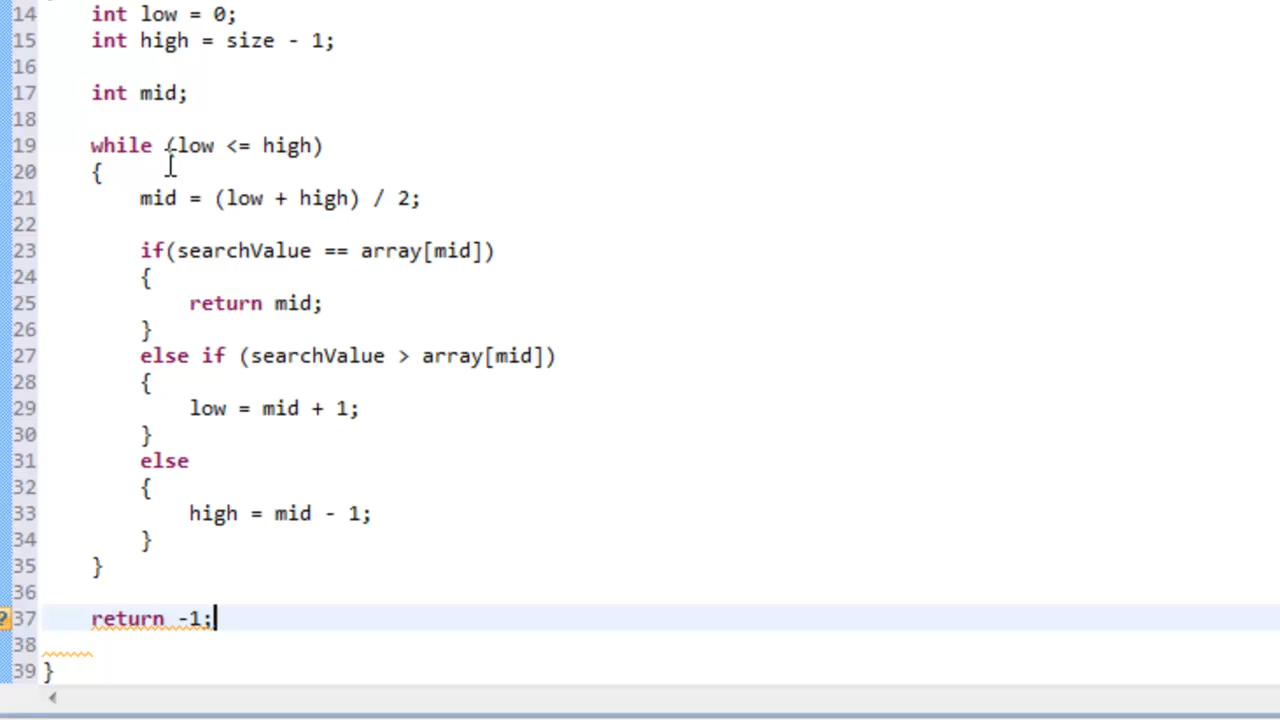 14 int low = 0;
15 int high = size - 1;
16
17 int mid;
18
19 while (low <= high)
20 {
21 mid = (low + high) / 2;
22
23 if(searchValue == array[mid])
24 {
25 return mid;
26 }
27 else if (searchValue > array[mid])
28 {
29 low = mid + 1;
30 }
31 else
32 {
33 high = mid - 1;
34 }
35 }
36
37 return -1;
38
39 }